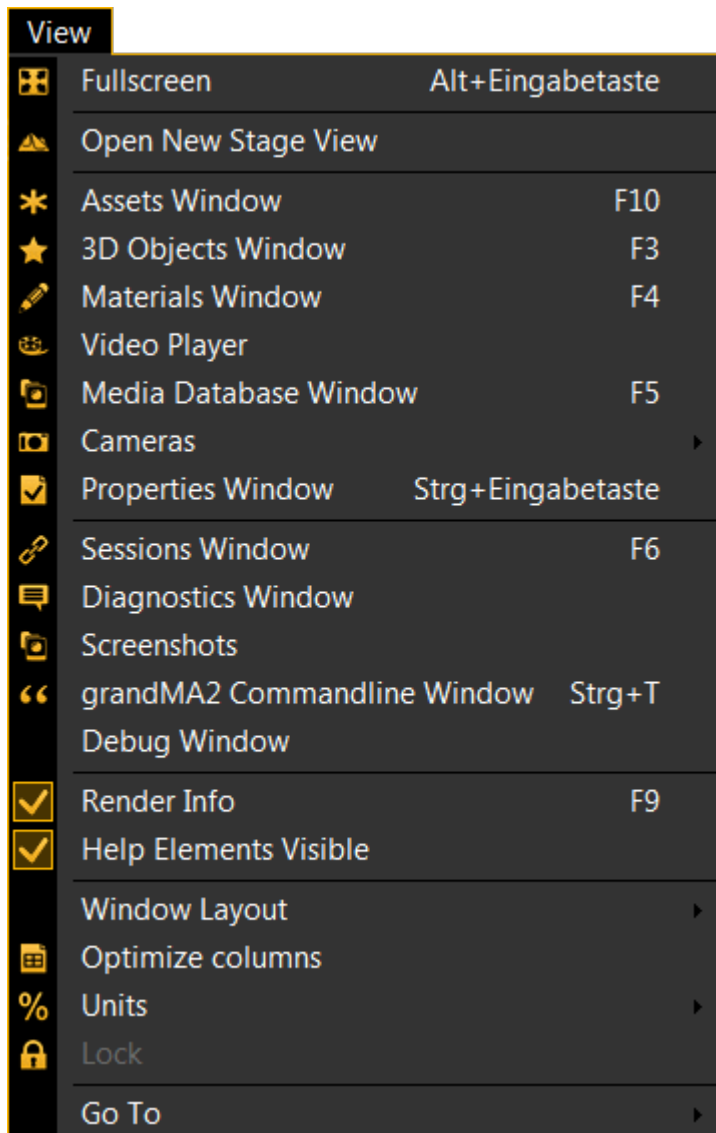 View
Fullscreen Alt+Eingabetaste
Open New Stage View
Assets Window F10
3D Objects Window F3
Materials Window F4
Video Player
Media Database Window F5
Cameras
Properties Window Strg+Eingabetaste
Sessions Window F6
Diagnostics Window
Screenshots
grandMA2 Commandline Window Strg+T
Debug Window
Render Info F9
Help Elements Visible
Window Layout
Optimize columns
% Units
Lock
Go To